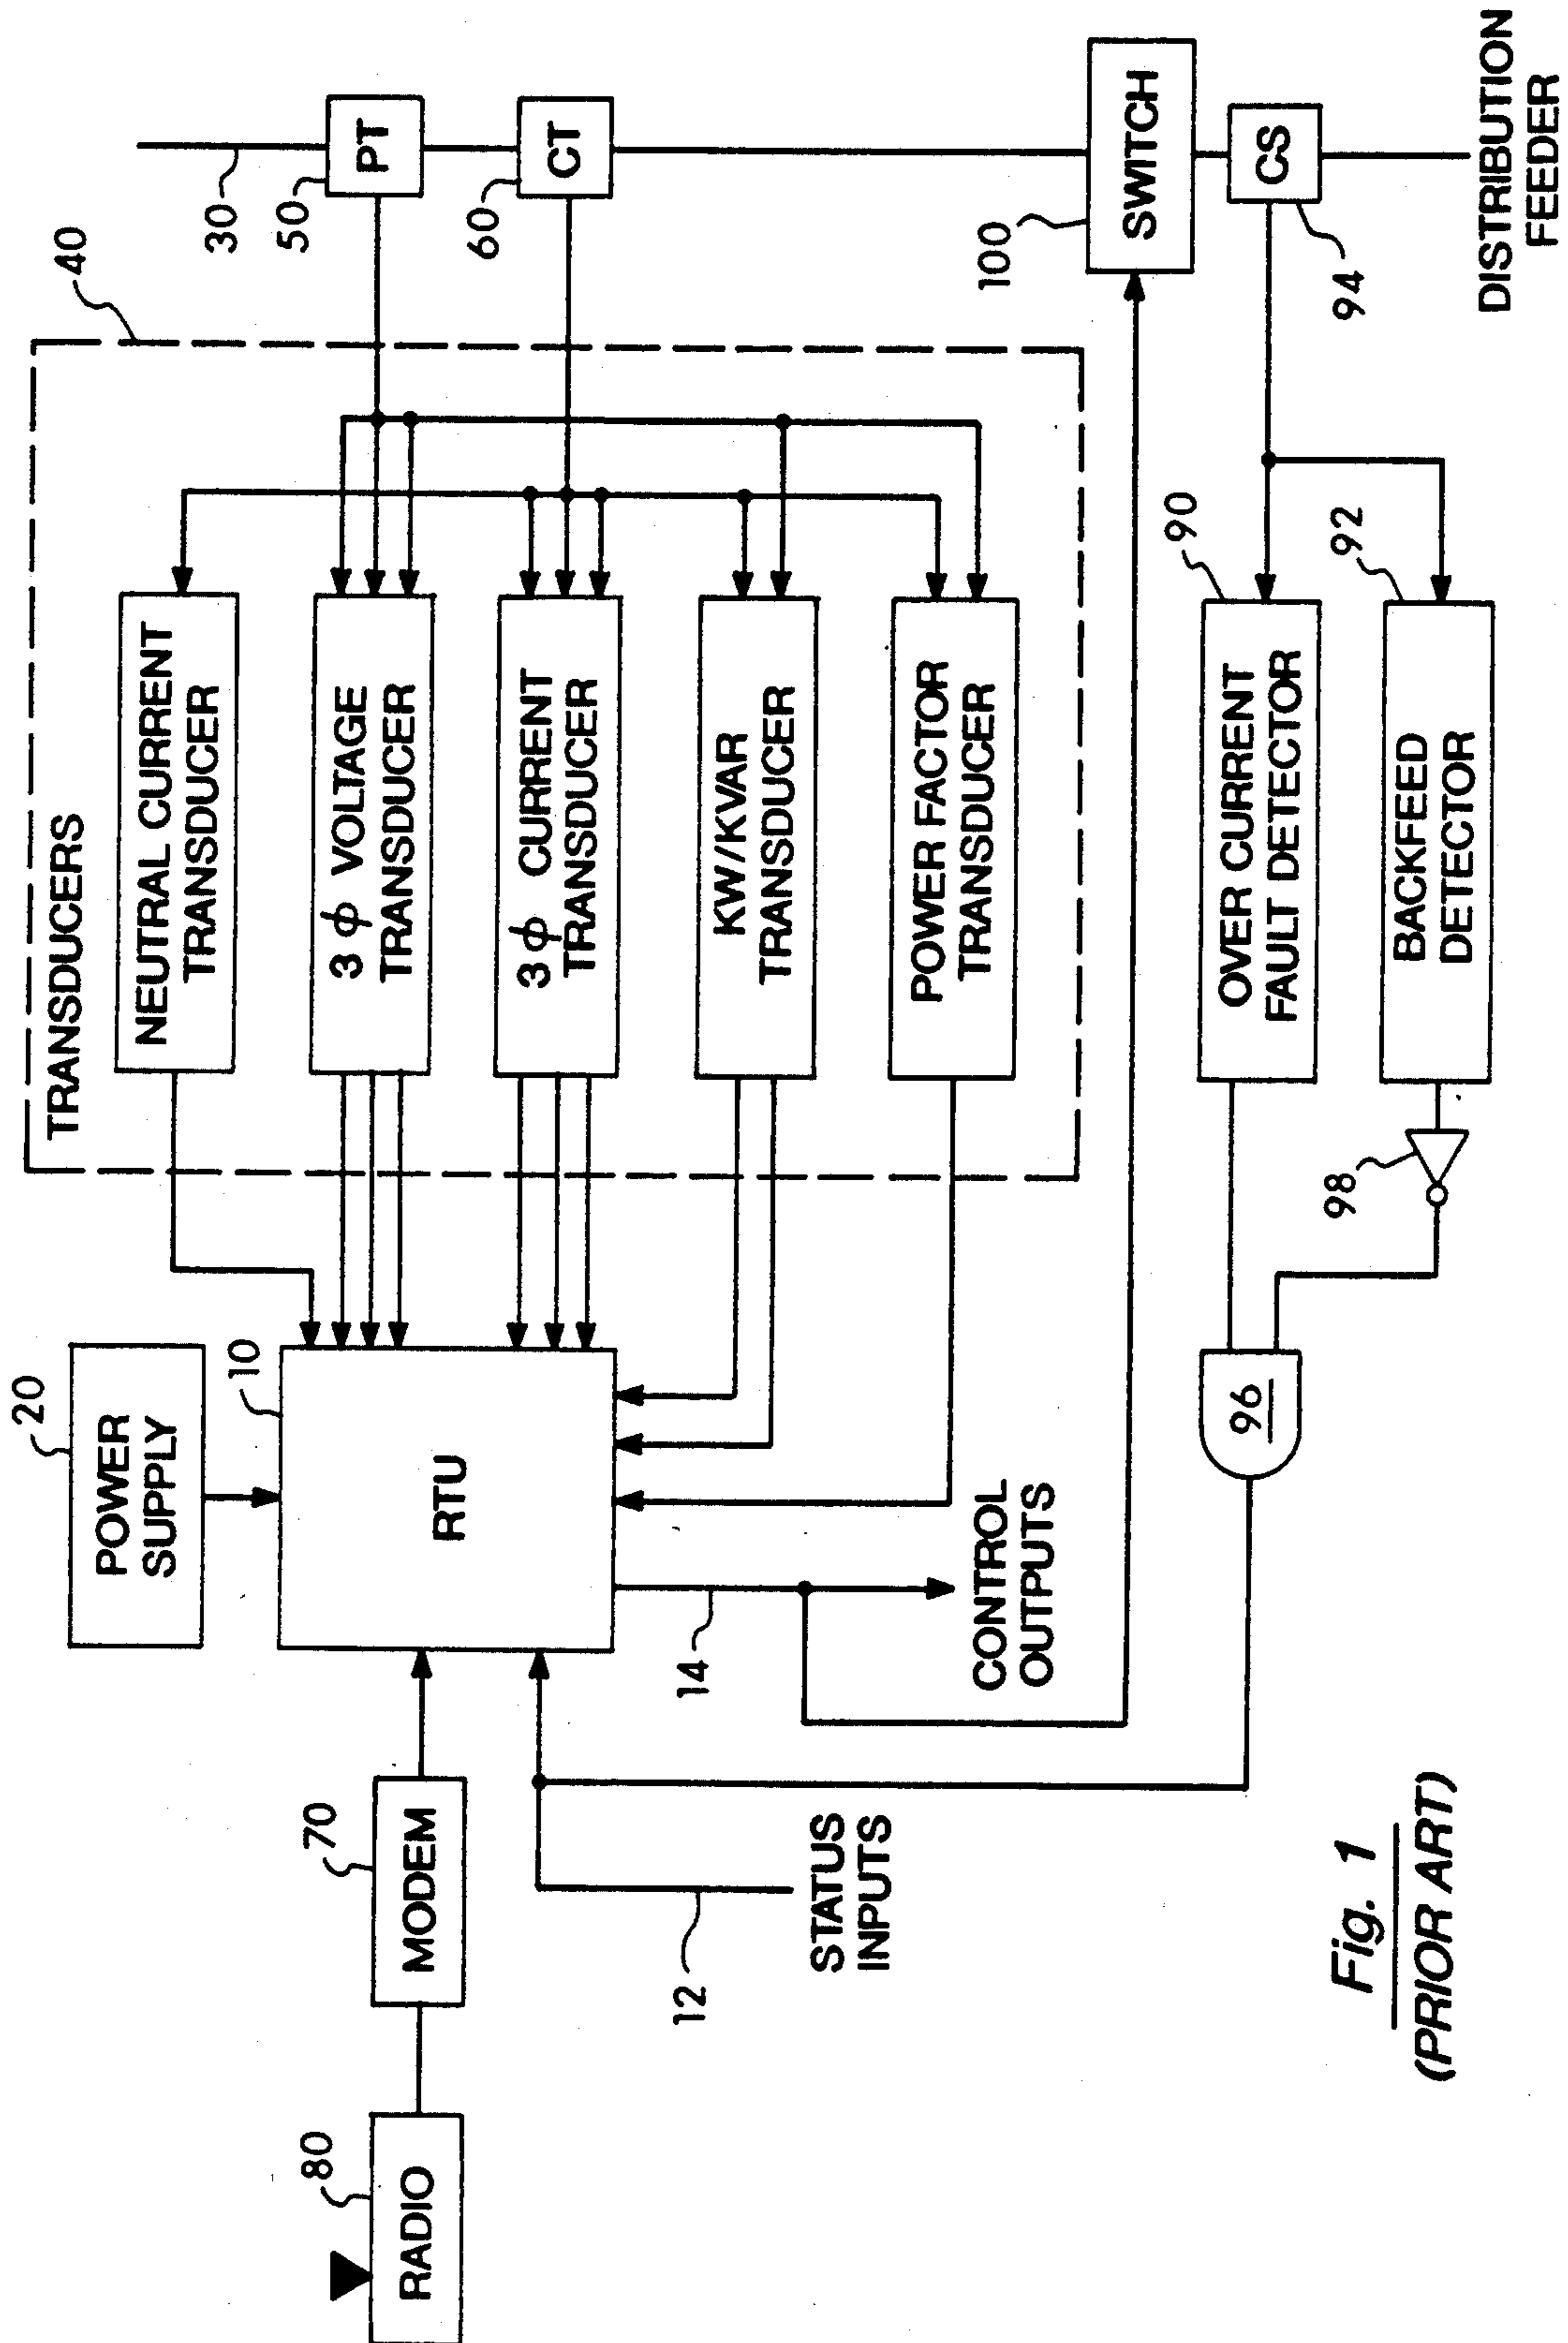 TRANSDUCERS
40
20
POWER
SUPPLY
10
RTU
NEUTRAL CURRENT
TRANSDUCER
3 ϕ VOLTAGE
TRANSDUCER
3 ϕ CURRENT
TRANSDUCER
KW/KVAR
TRANSDUCER
POWER FACTOR
TRANSDUCER
30
50
PT
60
CT
80
RADIO
70
MODEM
12
STATUS
INPUTS
14
CONTROL
OUTPUTS
100
SWITCH
90
OVER CURRENT
FAULT DETECTOR
92
BACKFEED
DETECTOR
94
CS
96
98
DISTRIBUTION
FEEDER
Fig. 1
(PRIOR ART)